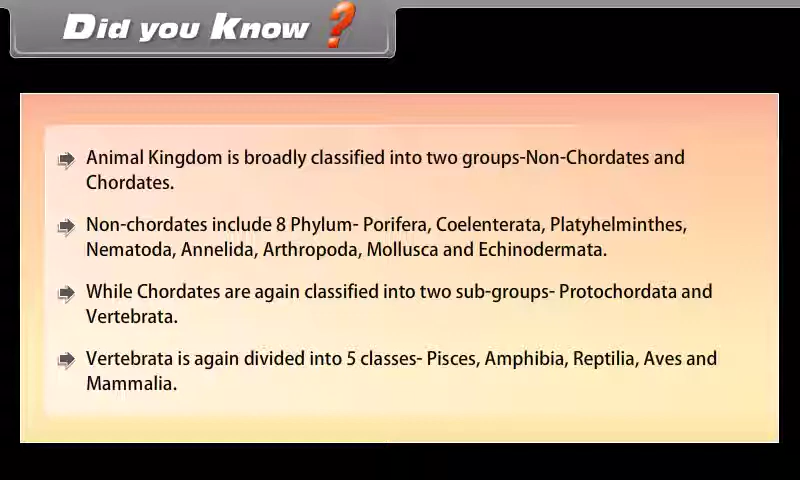 Did you Know ?
Animal Kingdom is broadly classified into two groups-Non-Chordates and
Chordates.
Non-chordates include 8 Phylum- Porifera, Coelenterata, Platyhelminthes,
Nematoda, Annelida, Arthropoda, Mollusca and Echinodermata.
While Chordates are again classified into two sub-groups- Protochordata and
Vertebrata.
Vertebrata is again divided into 5 classes- Pisces, Amphibia, Reptilia, Aves and
Mammalia.